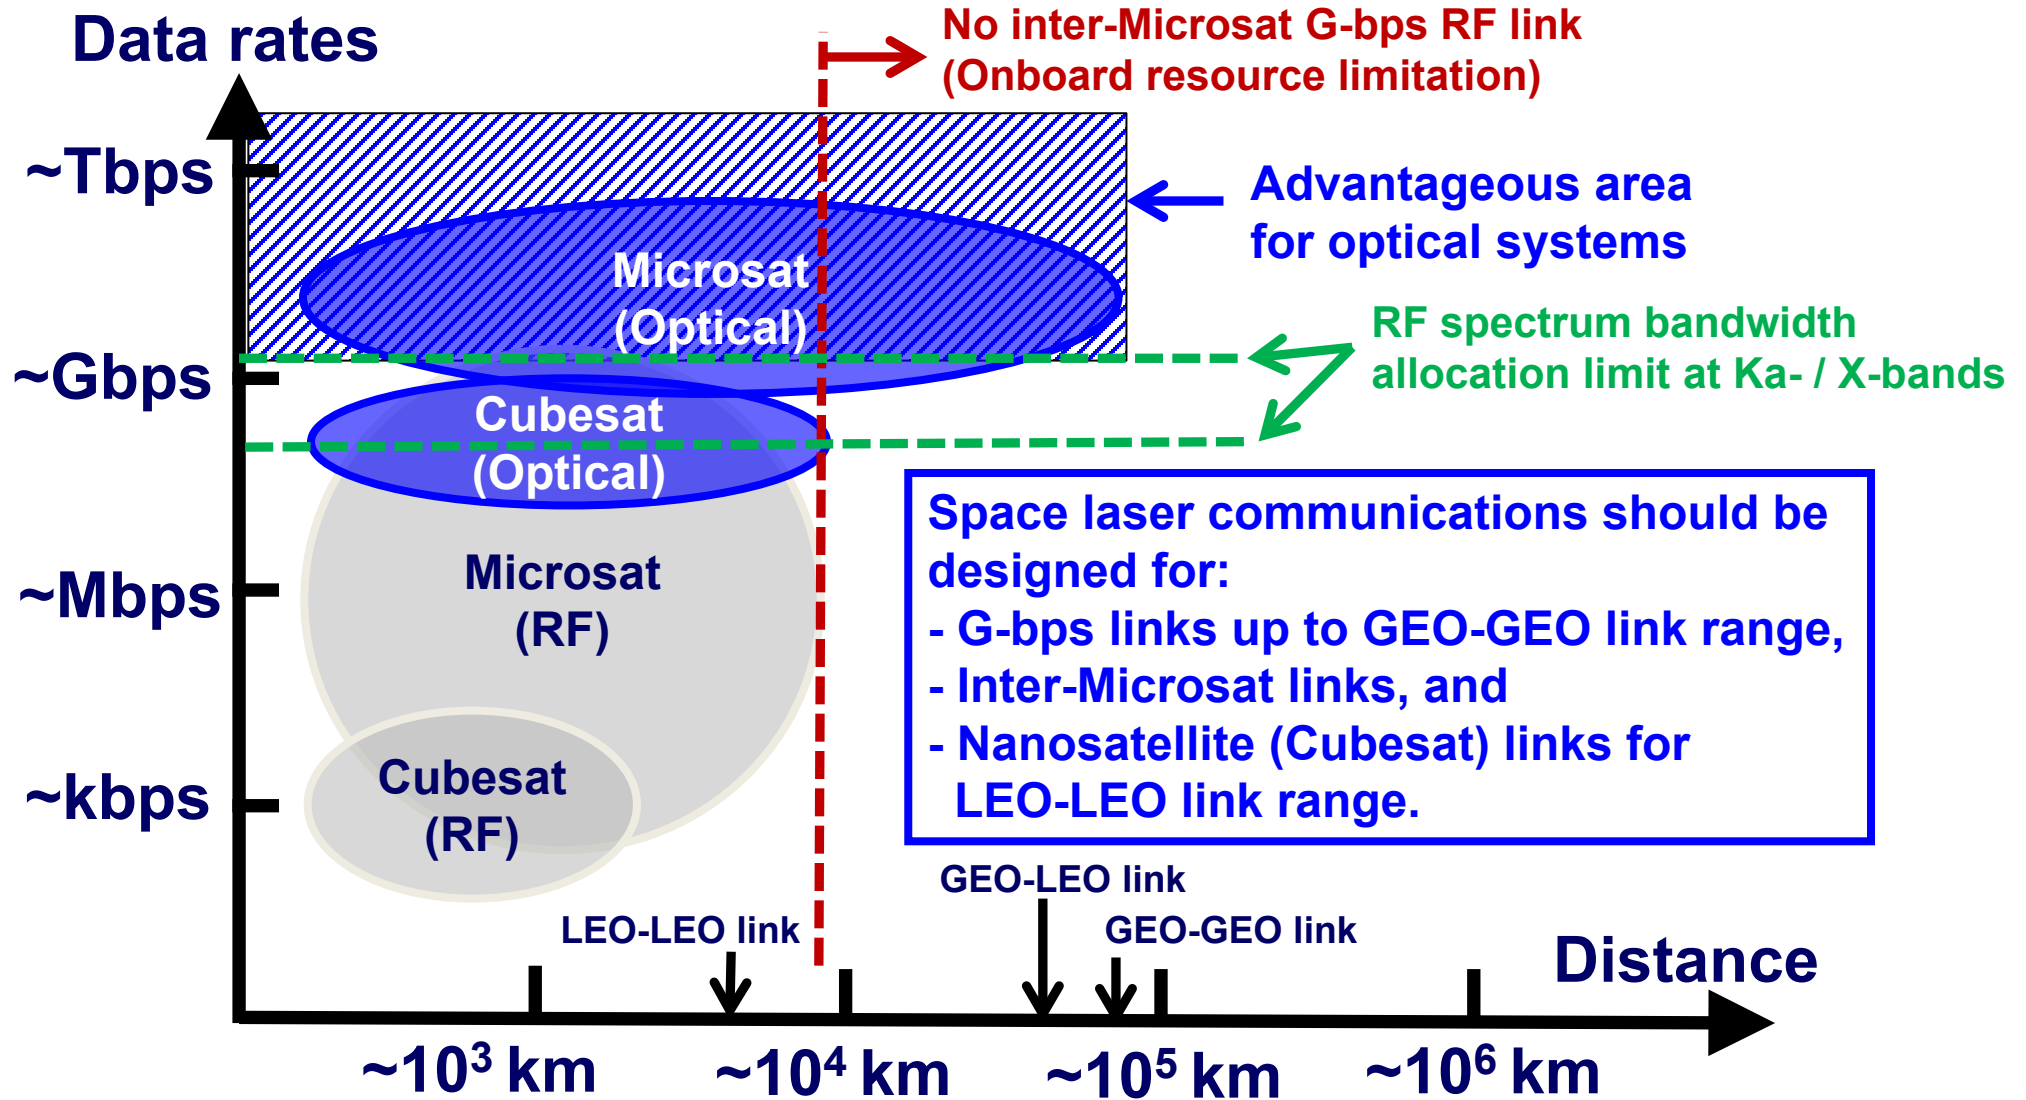 Data rates
No inter-Microsat G-bps RF link
(Onboard resource limitation)
~Tbps
Advantageous area
for optical systems
Microsat
(Optical)
RF spectrum bandwidth
allocation limit at Ka- / X-bands
~Gbps
Cubesat
(Optical)
Space laser communications should be
designed for:
- G-bps links up to GEO-GEO link range,
- Inter-Microsat links, and
- Nanosatellite (Cubesat) links for
LEO-LEO link range.
Microsat
(RF)
~Mbps
Cubesat
(RF)
~kbps
GEO-LEO link
LEO-LEO link
GEO-GEO link
Distance
~10³ km
~10⁴ km
~10⁵ km
~10⁶ km